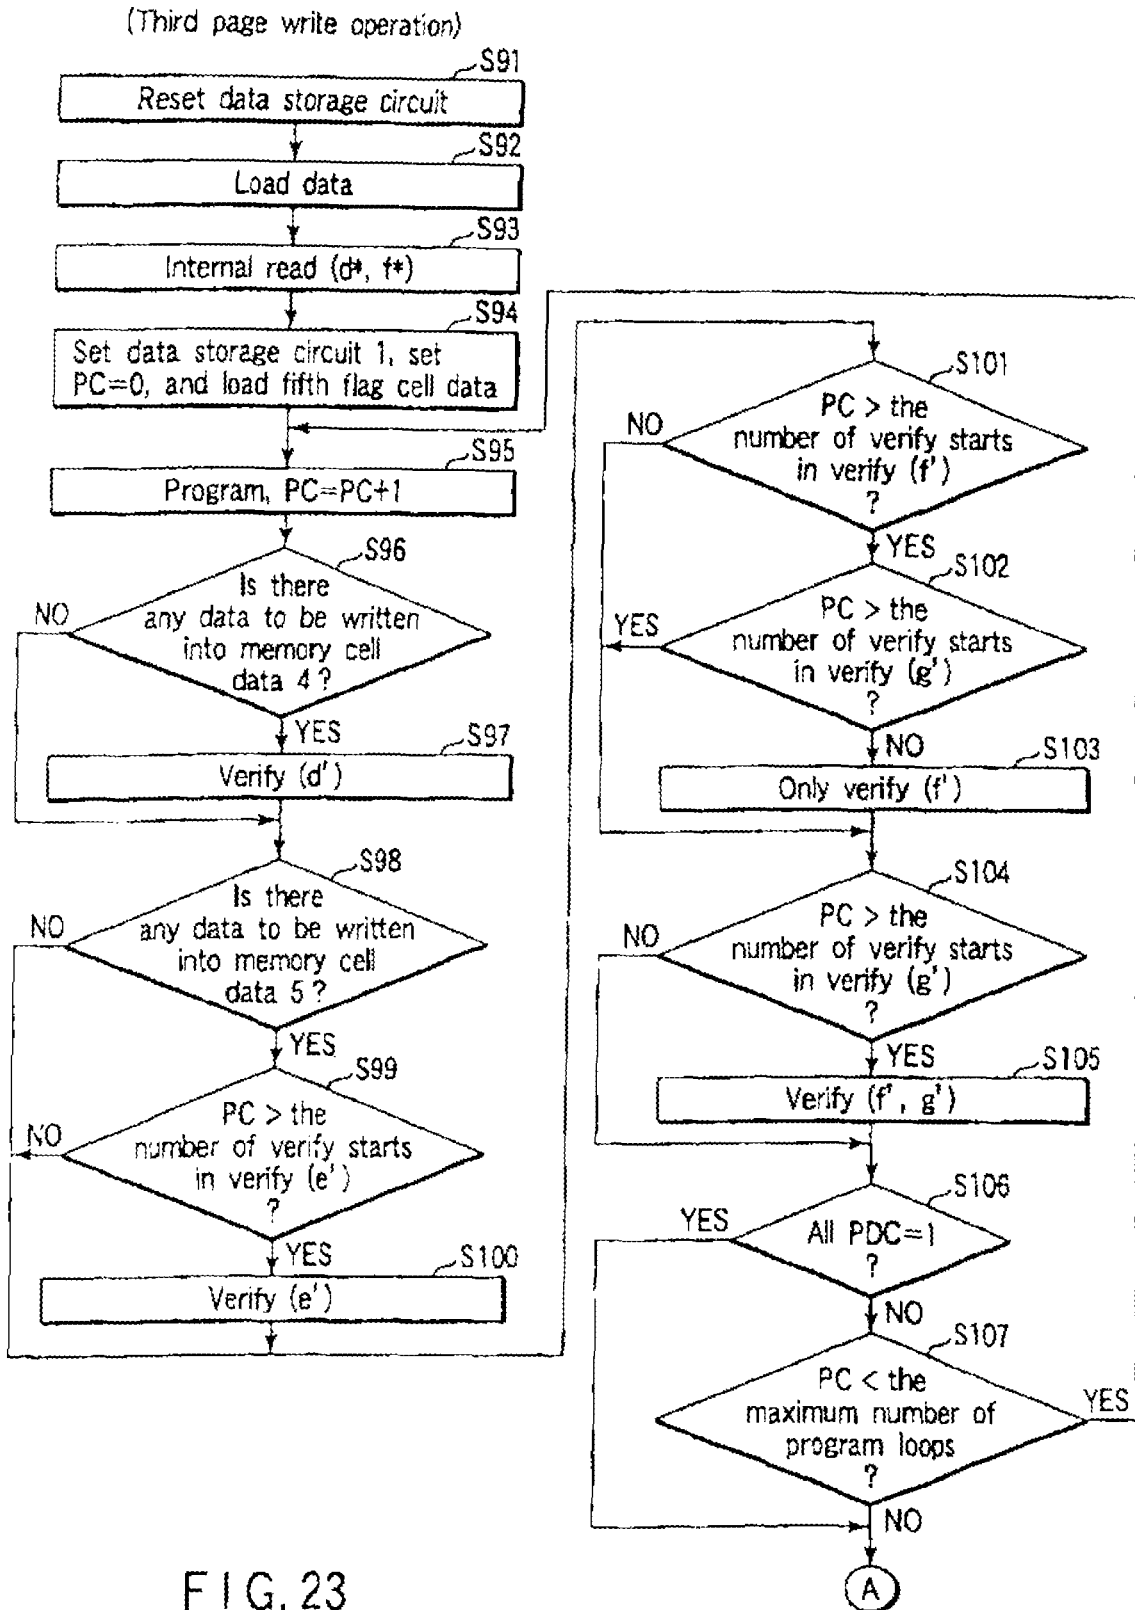 (Third page write operation)
S91
Reset data storage circuit
S92
Load data
S93
Internal read (d*, f*)
S94
Set data storage circuit 1, set
PC=0, and load fifth flag cell data
S95
Program, PC=PC+1
S96
Is there
any data to be written
into memory cell
data 4?
NO
YES
S97
Verify (d')
S98
Is there
any data to be written
into memory cell
data 5?
NO
YES
S99
PC > the
number of verify starts
in verify (e')
?
NO
YES
S100
Verify (e')
S101
PC > the
number of verify starts
in verify (f')
?
NO
YES
S102
PC > the
number of verify starts
in verify (g')
?
YES
NO
S103
Only verify (f')
S104
PC > the
number of verify starts
in verify (g')
?
NO
YES
S105
Verify (f', g')
S106
All PDC=1
?
YES
NO
S107
PC < the
maximum number of
program loops
?
YES
NO
A
FIG. 23